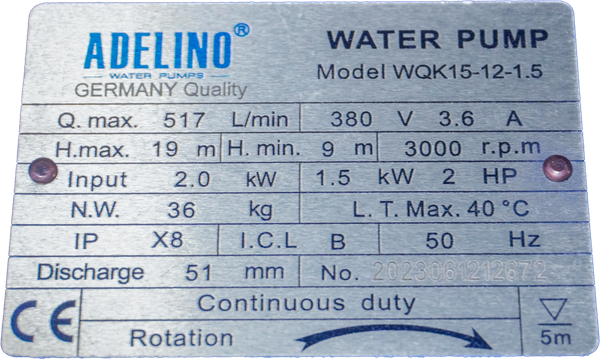 ADELINO®
WATER PUMPS
GERMANY Quality
WATER PUMP
Model WQK15-12-1.5
Q. max. 517 L/min 380 V 3.6 A
H.max. 19 m H. min. 9 m 3000 r.p.m
Input 2.0 kW 1.5 kW 2 HP
N.W. 36 kg L. T. Max. 40 °C
IP X8 I.C.L B 50 Hz
Discharge 51 mm No. 2023061212672
CE Continuous duty
Rotation 5m